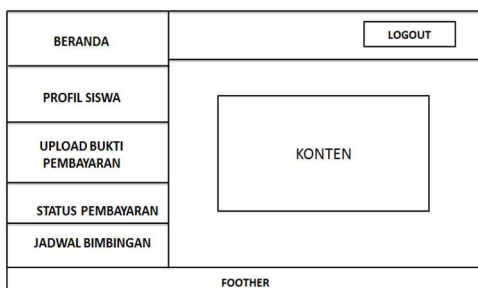 BERANDA
LOGOUT
PROFIL SISWA
UPLOAD BUKTI
PEMBAYARAN
KONTEN
STATUS PEMBAYARAN
JADWAL BIMBINGAN
FOOTHER